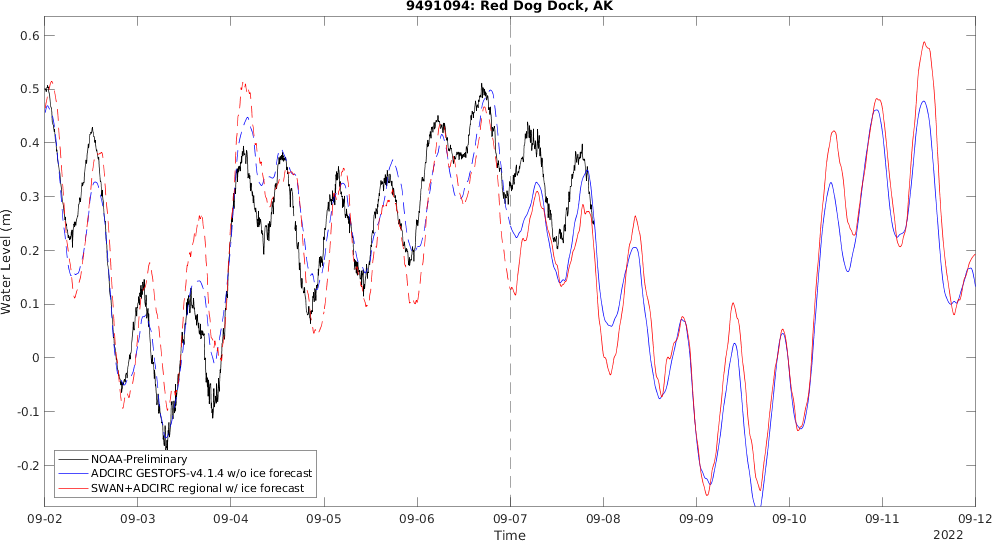 9491094: Red Dog Dock, AK
0.6
0.5
0.4
0.3
0.2
0.1
0
-0.1
-0.2
Water Level (m)
NOAA-Preliminary
ADCIRC GESTOFS-v4.1.4 w/o ice forecast
SWAN+ADCIRC regional w/ ice forecast
09-02 09-03 09-04 09-05 09-06 09-07 09-08 09-09 09-10 09-11 09-12
Time
2022